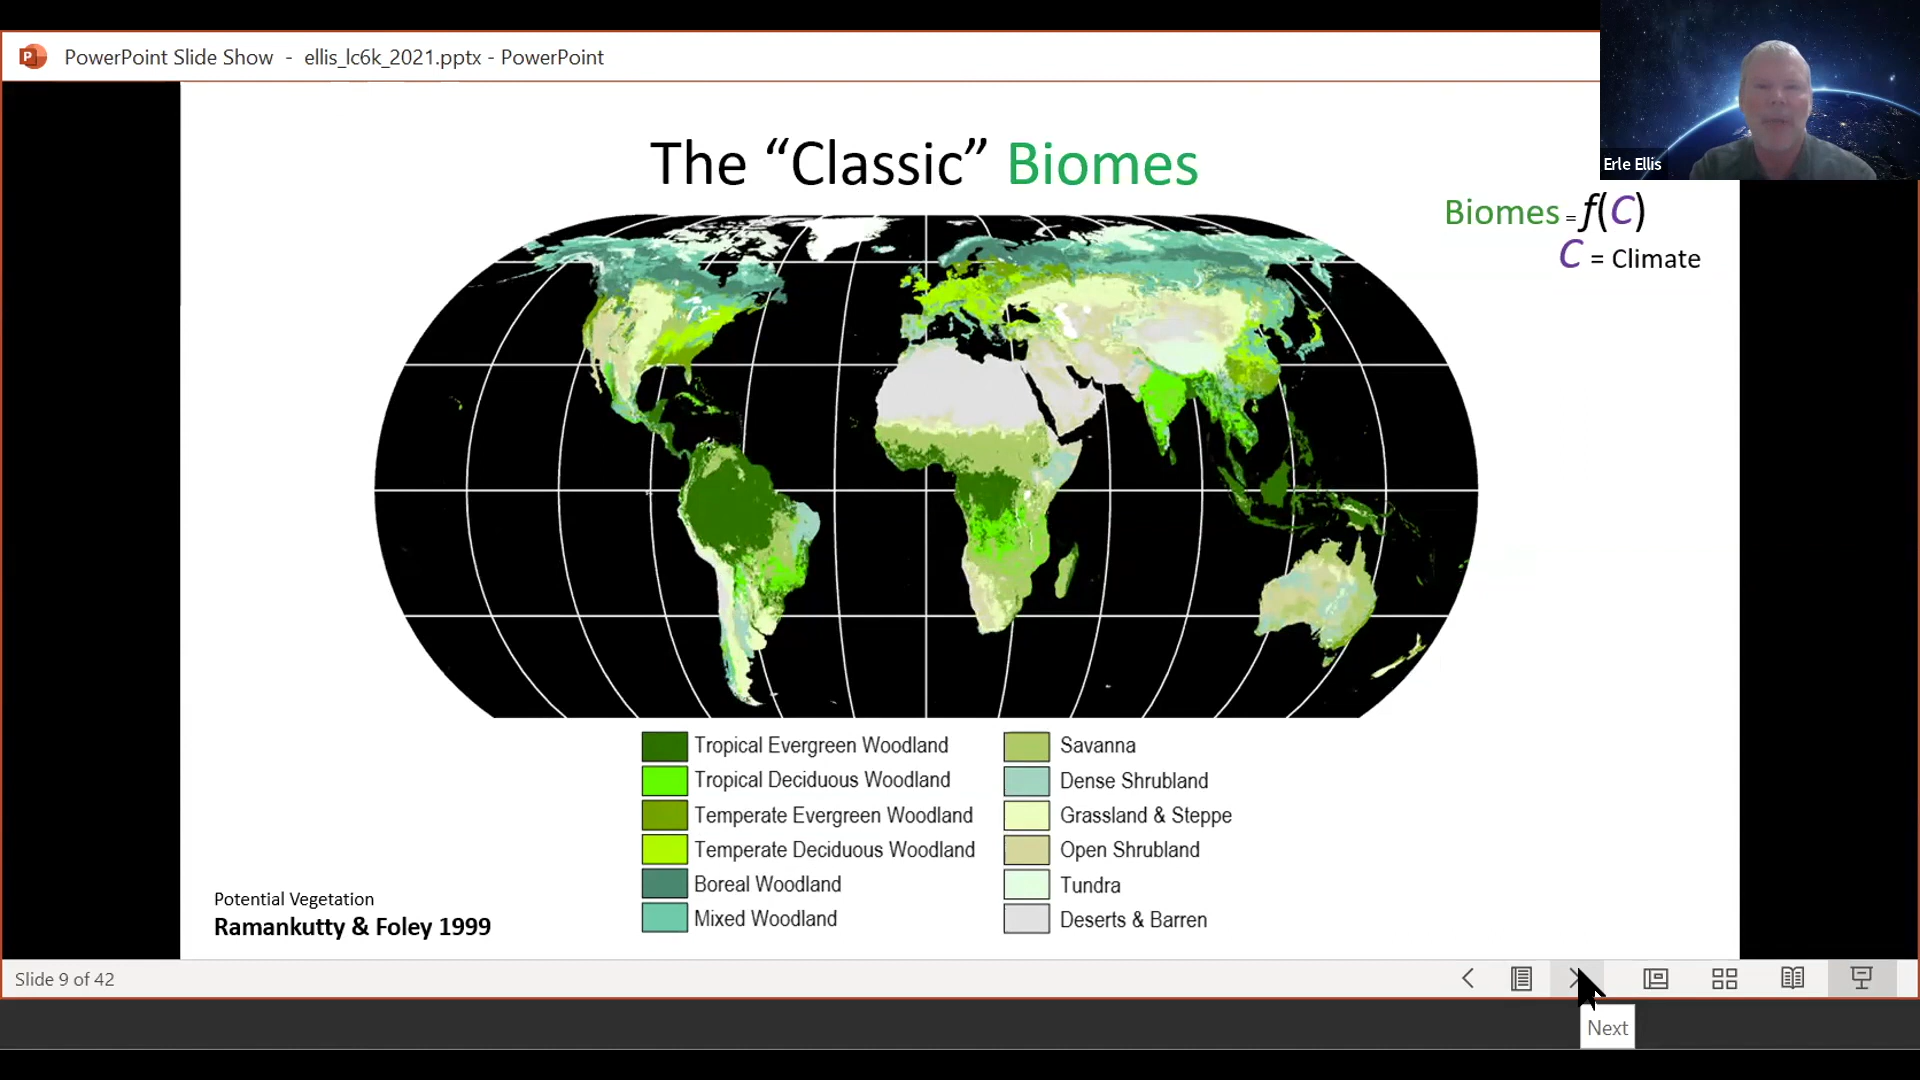 PowerPoint Slide Show - ellis_lc6k_2021.pptx - PowerPoint
Erle Ellis
The “Classic” Biomes
Biomes = f(C)
C = Climate
Tropical Evergreen Woodland
Tropical Deciduous Woodland
Temperate Evergreen Woodland
Temperate Deciduous Woodland
Boreal Woodland
Mixed Woodland
Savanna
Dense Shrubland
Grassland & Steppe
Open Shrubland
Tundra
Deserts & Barren
Potential Vegetation
Ramankutty & Foley 1999
Slide 9 of 42
Next